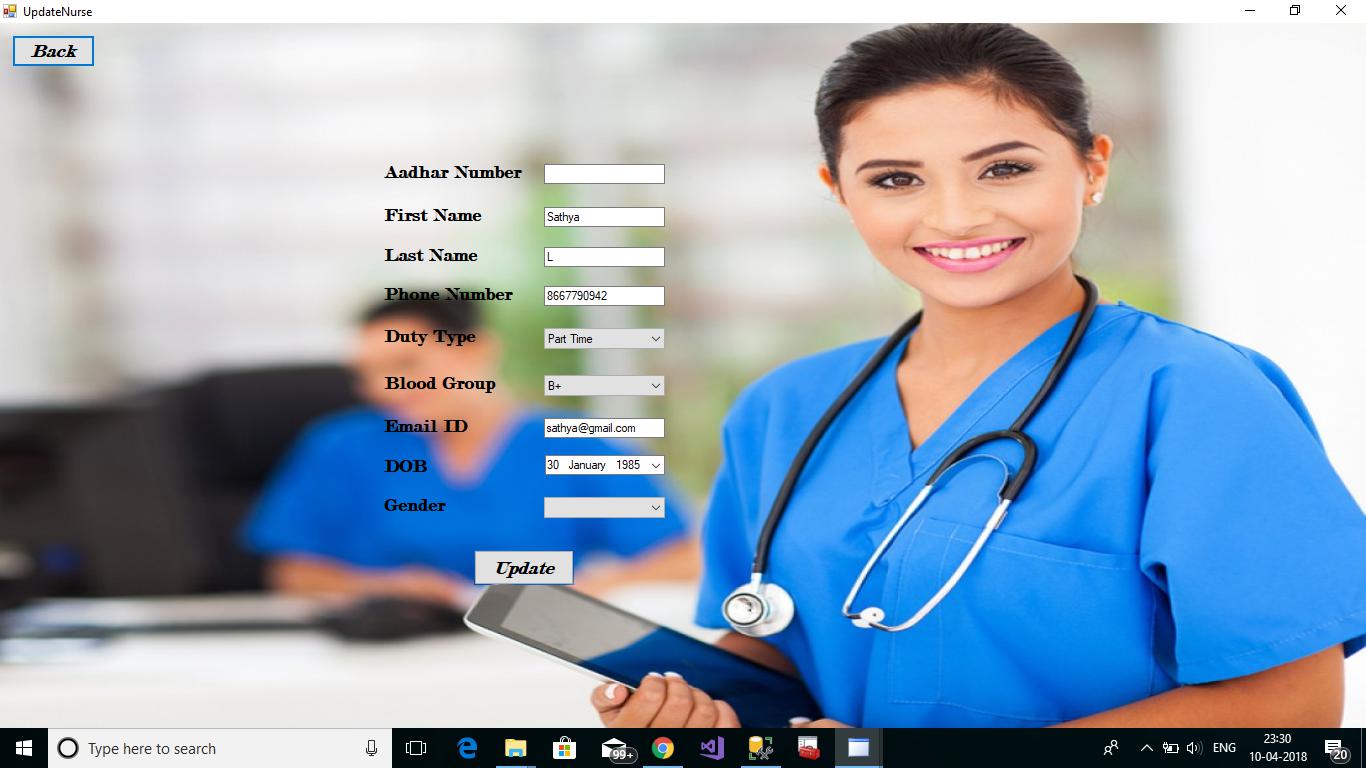 UpdateNurse
Back
Aadhar Number
First Name Sathya
Last Name L
Phone Number 8667790942
Duty Type Part Time
Blood Group B+
Email ID sathya@gmail.com
DOB 30 January 1985
Gender
Update
Type here to search
99+
ENG
23:30
10-04-2018
20